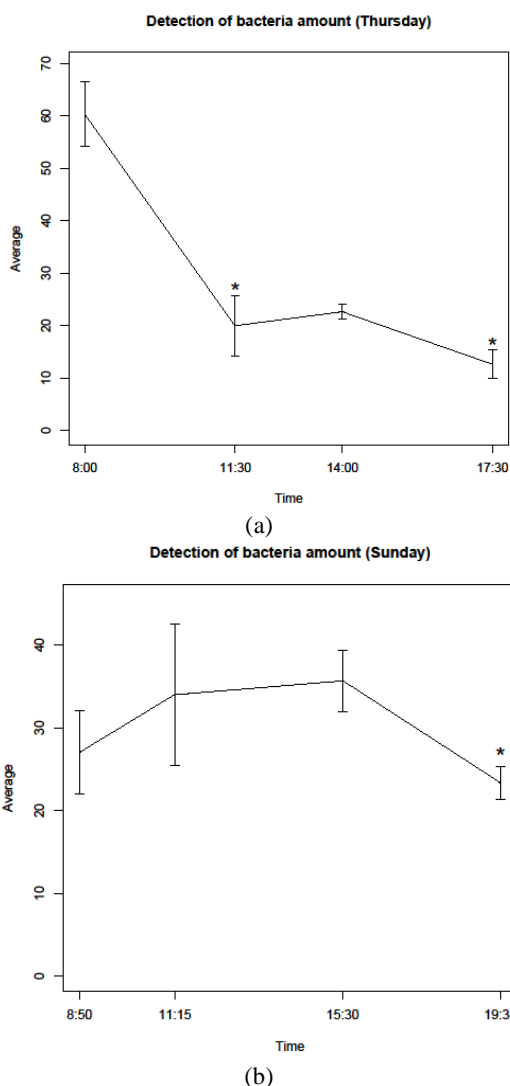 Detection of bacteria amount (Thursday)
70
60
50
40
30
20
10
0
Average
*
*
8:00 11:30 14:00 17:30
Time
(a)
Detection of bacteria amount (Sunday)
40
30
20
10
0
Average
*
8:50 11:15 15:30 19:3
Time
(b)